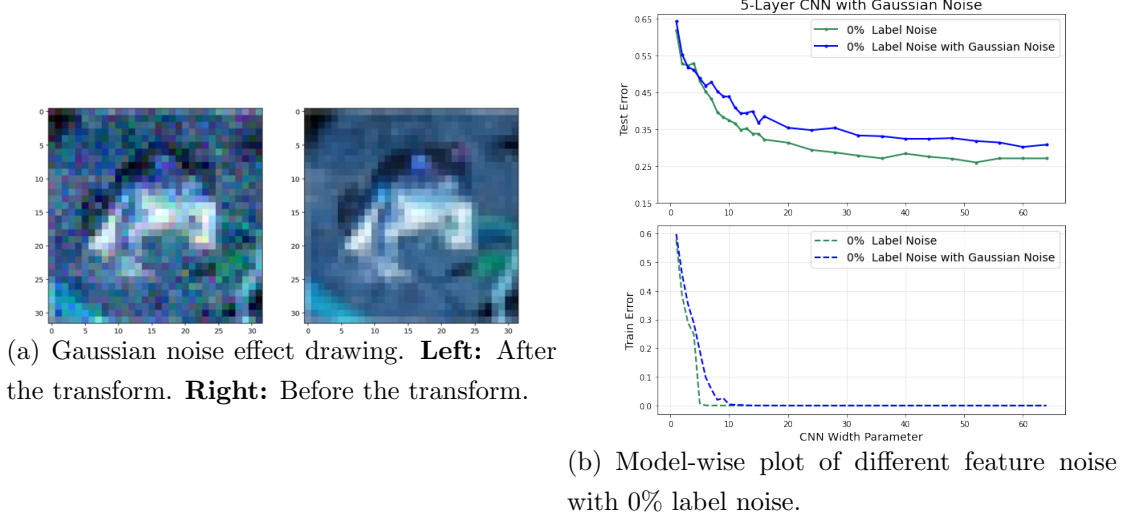 0
5
10
15
20
25
30
0 5 10 15 20 25 30
0
5
10
15
20
25
30
0 5 10 15 20 25 30
(a) Gaussian noise effect drawing. Left: After
the transform. Right: Before the transform.
5-Layer CNN with Gaussian Noise
0% Label Noise
0% Label Noise with Gaussian Noise
Test Error
0.65
0.55
0.45
0.35
0.25
0.15
0 10 20 30 40 50 60
0% Label Noise
0% Label Noise with Gaussian Noise
Train Error
0.6
0.5
0.4
0.3
0.2
0.1
0.0
0 10 20 30 40 50 60
CNN Width Parameter
(b) Model-wise plot of different feature noise
with 0% label noise.